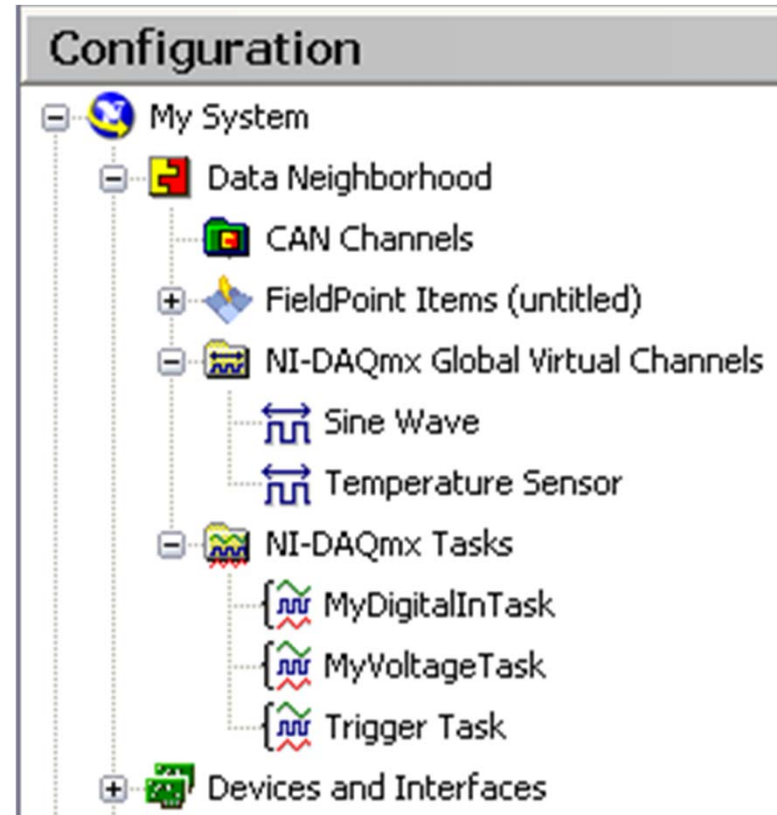 Configuration
My System
Data Neighborhood
CAN Channels
FieldPoint Items (untitled)
NI-DAQmx Global Virtual Channels
Sine Wave
Temperature Sensor
NI-DAQmx Tasks
MyDigitalInTask
MyVoltageTask
Trigger Task
Devices and Interfaces